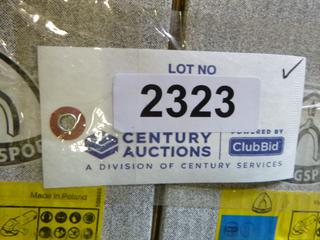 LOT NO
2323
CENTURY
AUCTIONS
POWERED BY
ClubBid
A DIVISION OF CENTURY SERVICES
Made in Poland